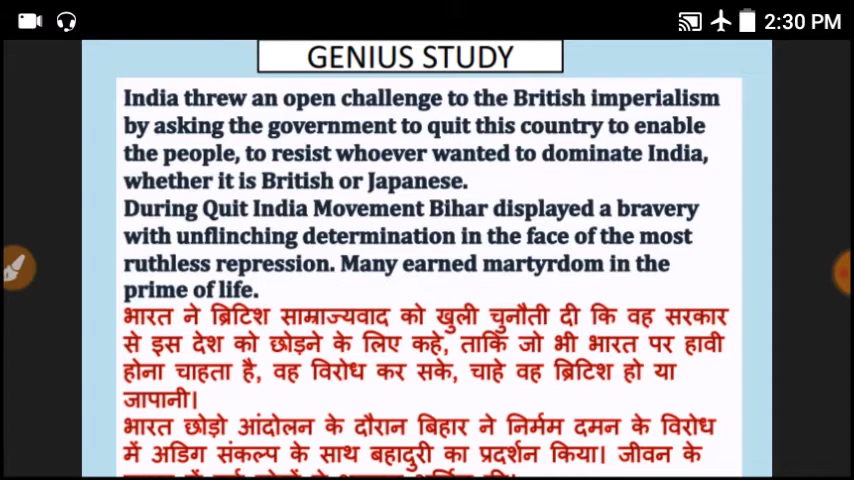 2:30 PM
GENIUS STUDY
India threw an open challenge to the British imperialism
by asking the government to quit this country to enable
the people, to resist whoever wanted to dominate India,
whether it is British or Japanese.
During Quit India Movement Bihar displayed a bravery
with unflinching determination in the face of the most
ruthless repression. Many earned martyrdom in the
prime of life.
भारत ने ब्रिटिश साम्राज्यवाद को खुली चुनौती दी कि वह सरकार
से इस देश को छोड़ने के लिए कहे, ताकि जो भी भारत पर हावी
होना चाहता है, वह विरोध कर सके, चाहे वह ब्रिटिश हो या
जापानी।
भारत छोड़ो आंदोलन के दौरान बिहार ने निर्मम दमन के विरोध
में अडिग संकल्प के साथ बहादुरी का प्रदर्शन किया। जीवन के